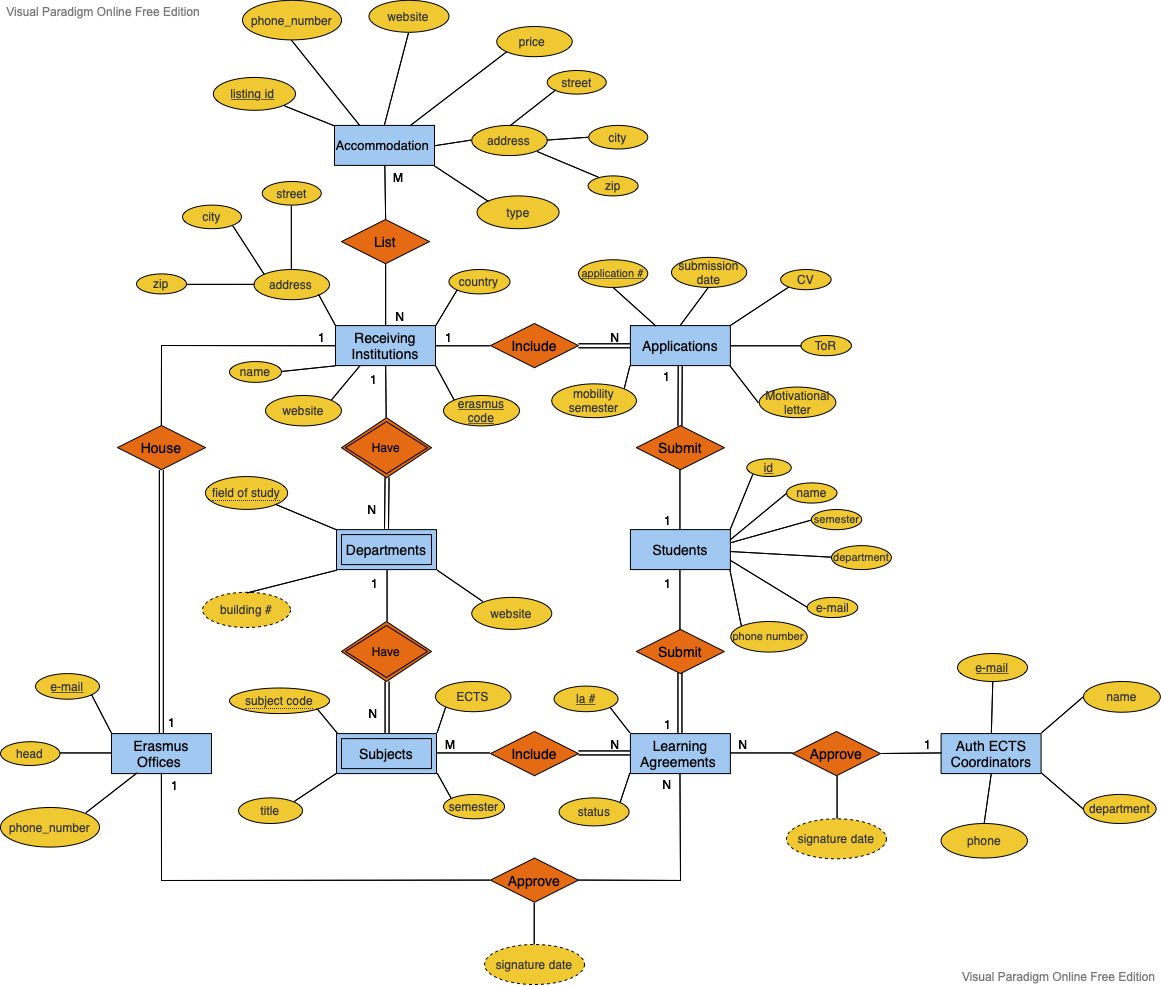 Visual Paradigm Online Free Edition
phone_number
website
price
listing id
street
Accommodation
address
city
zip
type
M
List
street
city
zip
address
country
N
application #
submission
date
CV
1
Receiving
Institutions
1
Include
N
Applications
ToR
name
website
1
erasmus
code
mobility
semester
1
Motivational
letter
House
Have
Submit
field of study
N
id
name
semester
1
Departments
Students
department
building #
1
website
1
e-mail
phone number
Have
Submit
e-mail
subject code
ECTS
la #
e-mail
name
N
1
1
head
Erasmus
Offices
Subjects
M
Include
N
Learning
Agreements
N
Approve
1
Auth ECTS
Coordinators
1
N
phone_number
title
semester
status
signature date
phone
department
Approve
signature date
Visual Paradigm Online Free Edition